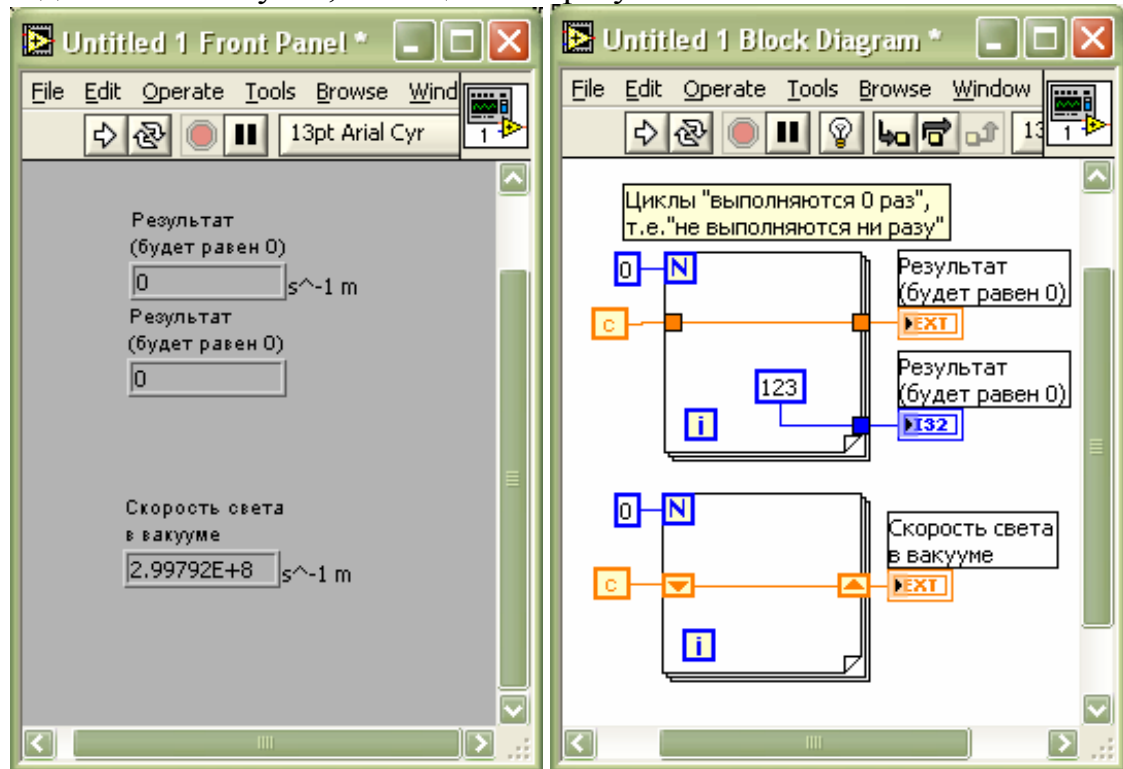 Untitled 1 Front Panel *
File Edit Operate Tools Browse Wind
13pt Arial Cyr
1
Результат
(будет равен 0)
0 s^-1 m
Результат
(будет равен 0)
0
Скорость света
в вакууме
2.99792E+8 s^-1 m
Untitled 1 Block Diagram *
File Edit Operate Tools Browse Window
13
1
Циклы "выполняются 0 раз",
т.е."не выполняются ни разу"
0 N
Результат
(будет равен 0)
c
EXT
Результат
(будет равен 0)
123
i
I32
0 N
Скорость света
в вакууме
c
EXT
i